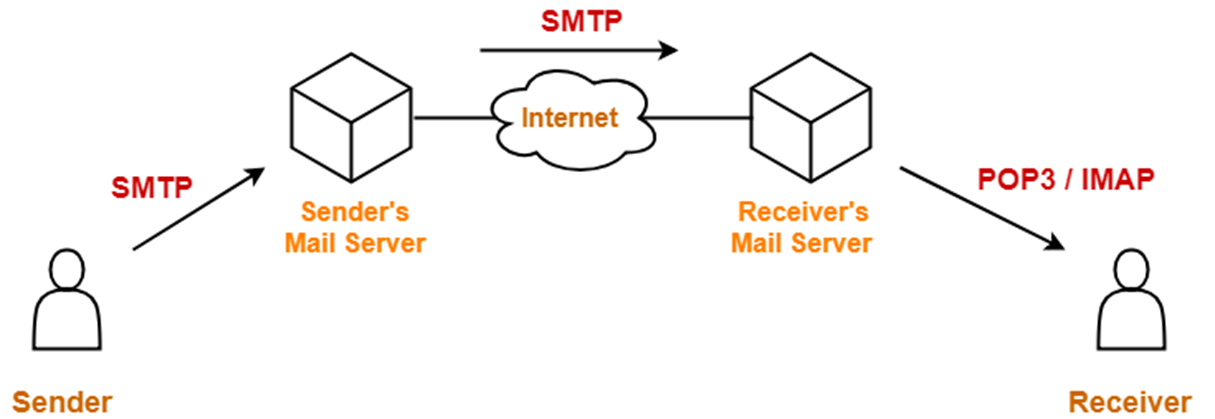 SMTP
Internet
SMTP
POP3 / IMAP
Sender's
Mail Server
Receiver's
Mail Server
Sender
Receiver